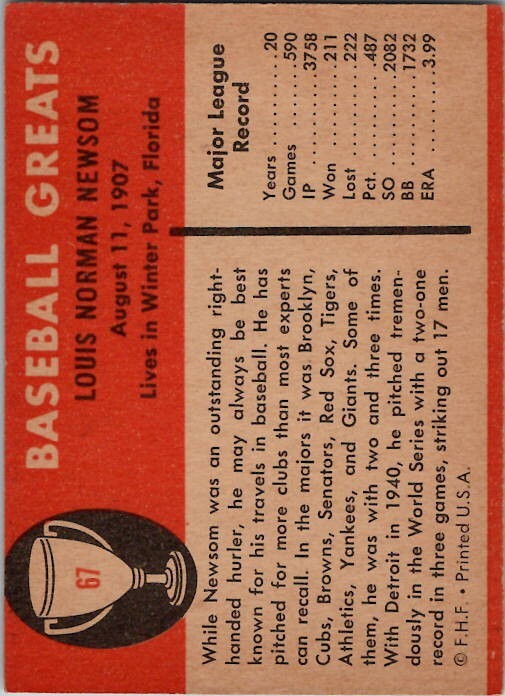 67
BASEBALL GREATS
LOUIS NORMAN NEWSOM
August 11, 1907
Lives in Winter Park, Florida
While Newsom was an outstanding right-
handed hurler, he may always be best
known for his travels in baseball. He has
pitched for more clubs than most experts
can recall. In the majors it was Brooklyn,
Cubs, Browns, Senators, Red Sox, Tigers,
Athletics, Yankees, and Giants. Some of
them, he was with two and three times.
With Detroit in 1940, he pitched tremen-
dously in the World Series with a two-one
record in three games, striking out 17 men.
© F.H.F. • Printed U.S.A.
Major League
Record
Years ........ 20
Games ...... 590
IP ......... 3758
Won ........ 211
Lost ........ 222
Pct. ........ .487
SO ........ 2082
BB ........ 1732
ERA ........ 3.99